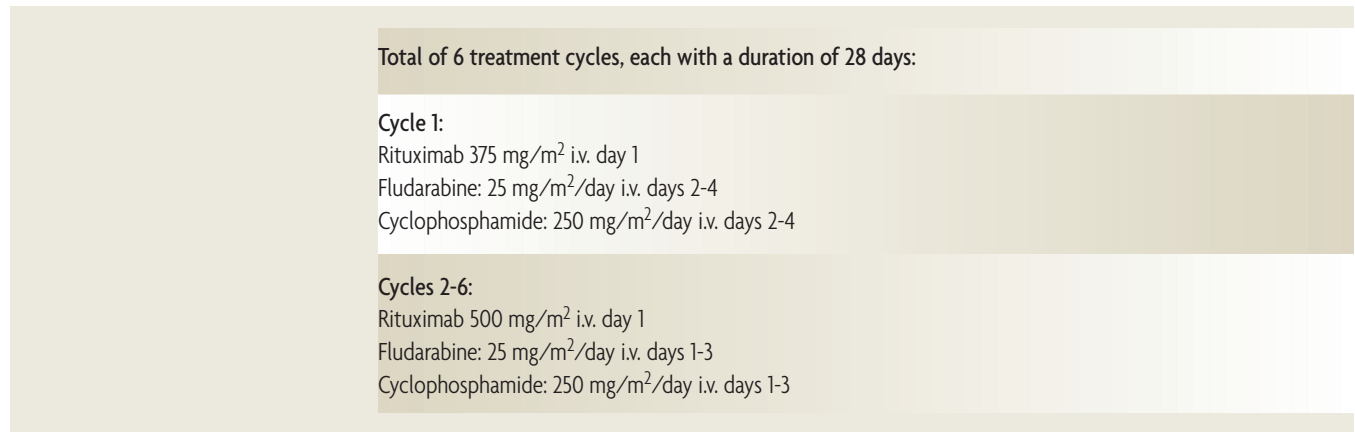 Total of 6 treatment cycles, each with a duration of 28 days:
Cycle 1:
Rituximab 375 mg/m² i.v. day 1
Fludarabine: 25 mg/m²/day i.v. days 2-4
Cyclophosphamide: 250 mg/m²/day i.v. days 2-4
Cycles 2-6:
Rituximab 500 mg/m² i.v. day 1
Fludarabine: 25 mg/m²/day i.v. days 1-3
Cyclophosphamide: 250 mg/m²/day i.v. days 1-3